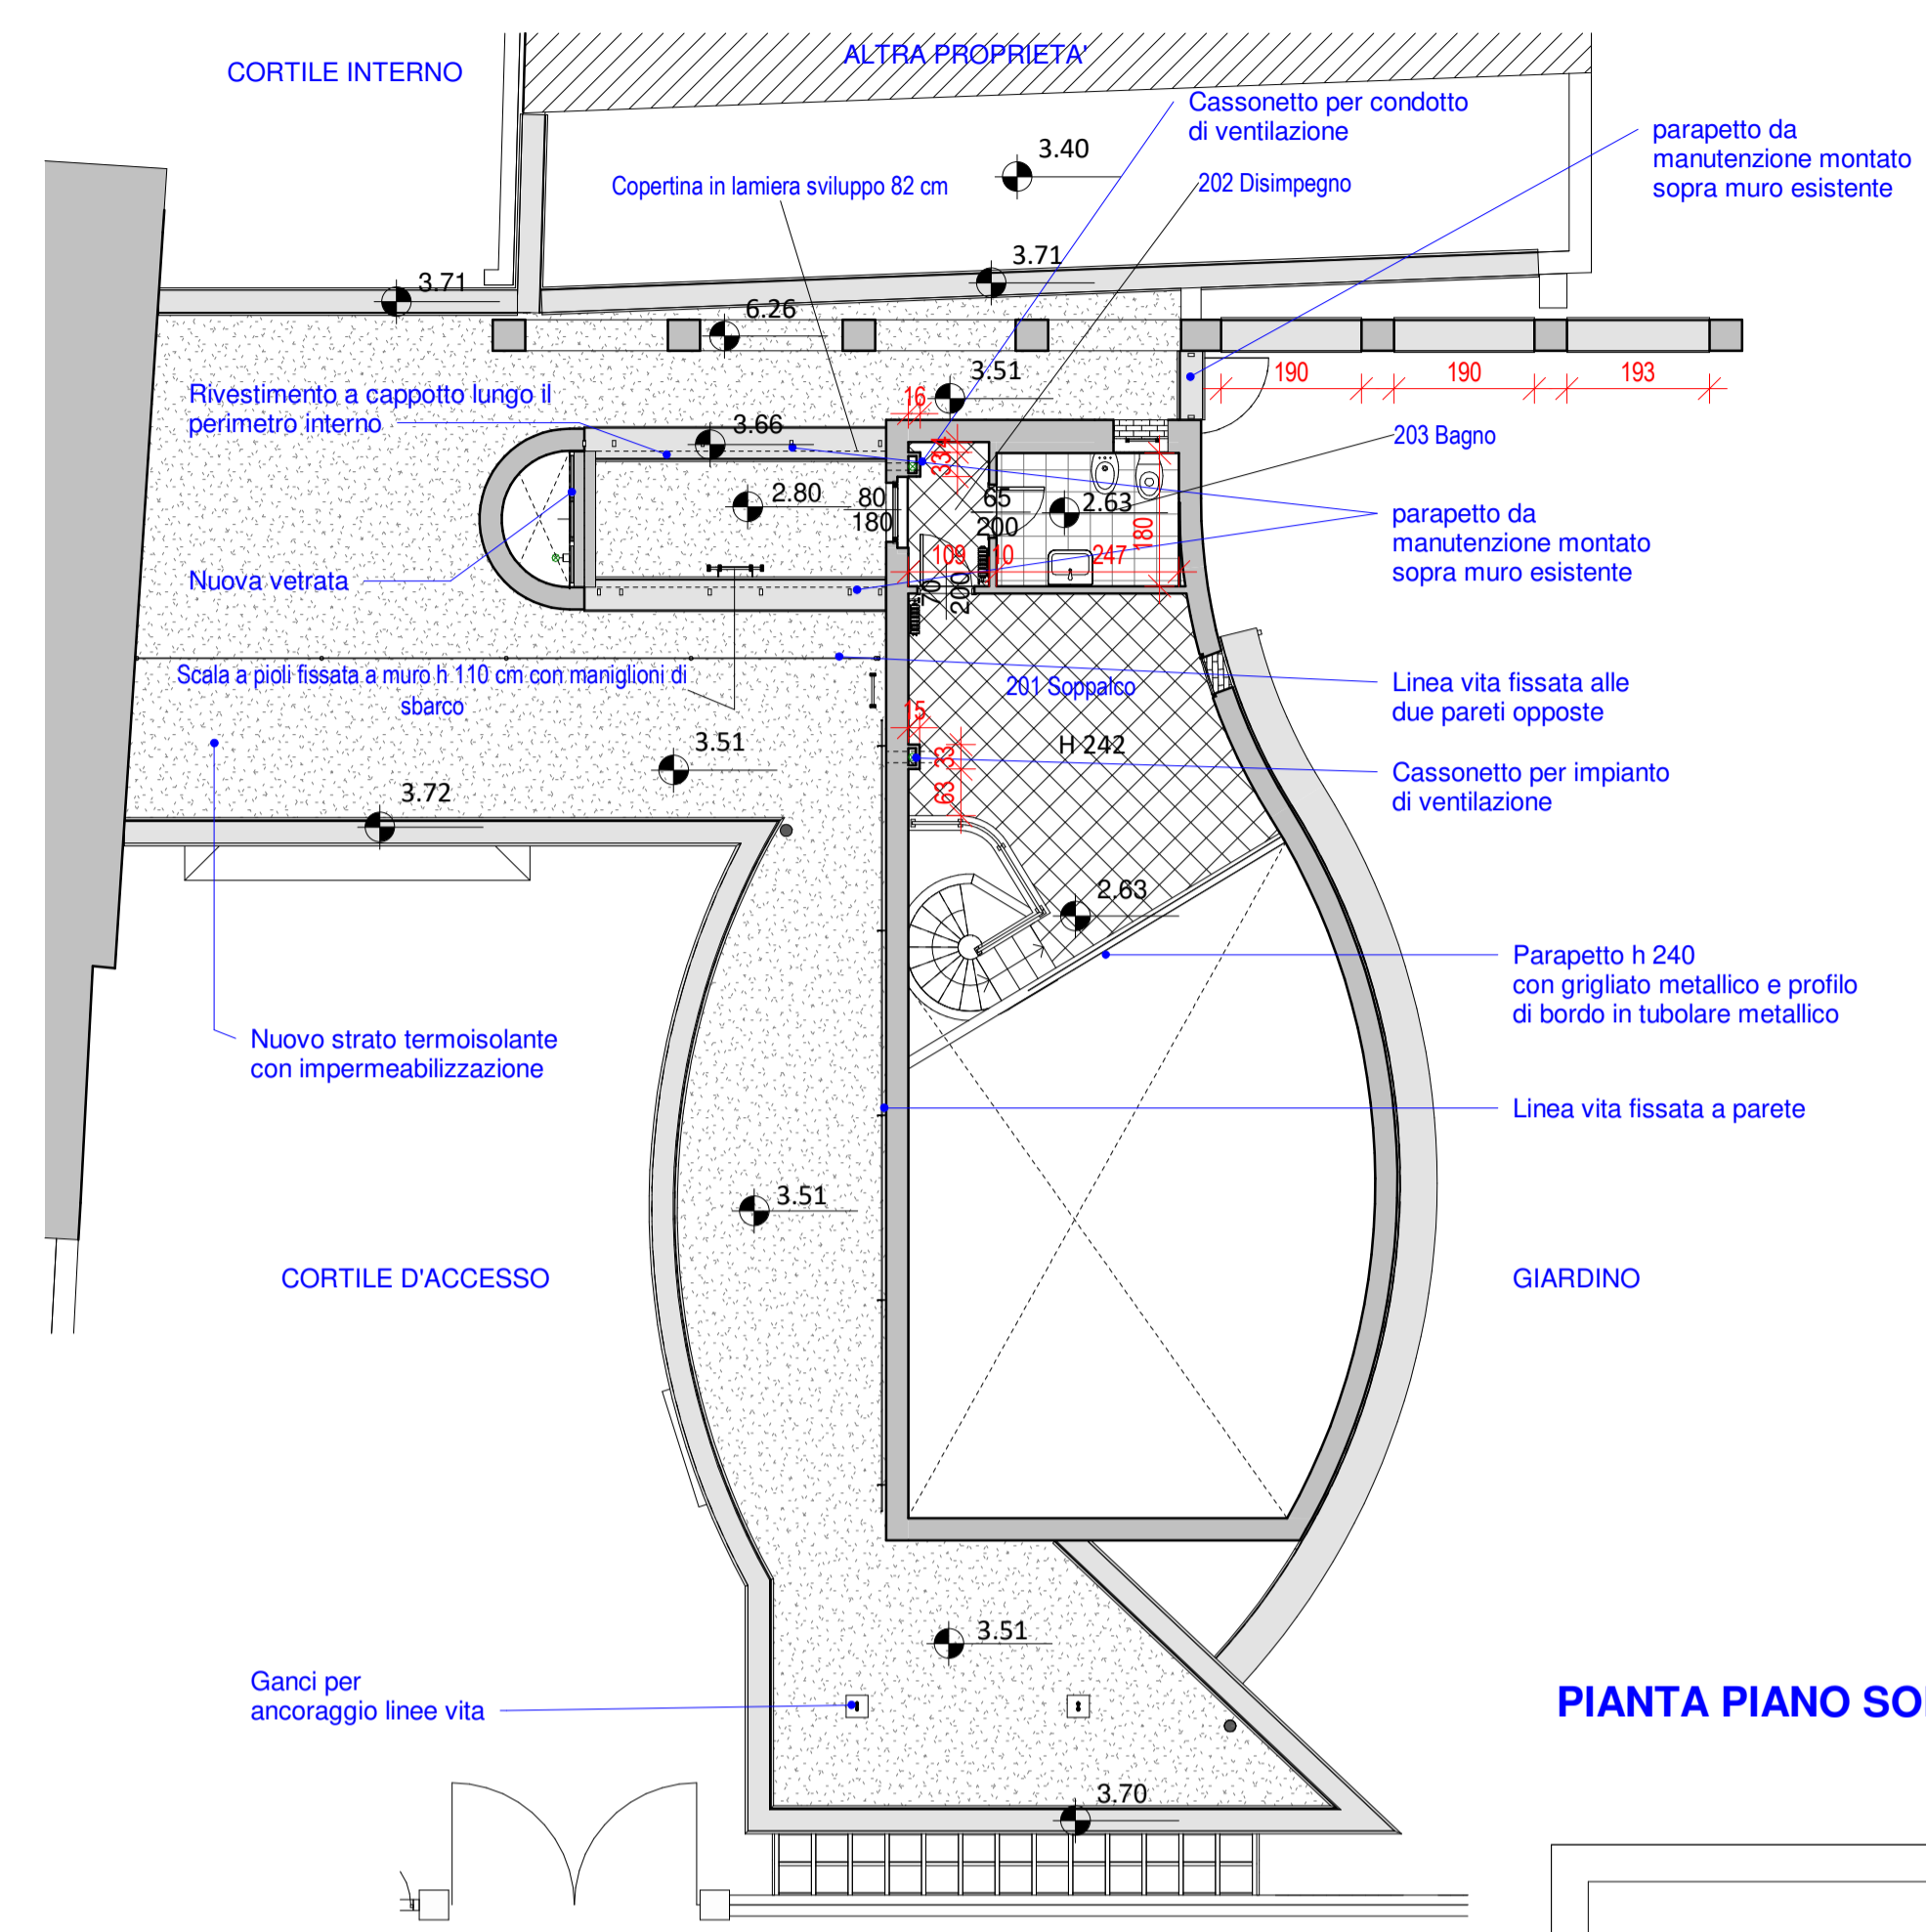 ALTRA PROPRIETA'
CORTILE INTERNO
Cassonetto per condotto
di ventilazione
parapetto da
manutenzione montato
sopra muro esistente
3.40
Copertina in lamiera sviluppo 82 cm
202 Disimpegno
3.71
3.71
6.26
3.51
190
190
193
16
Rivestimento a cappotto lungo il
perimetro interno
3.66
203 Bagno
2.80
80
180
65
200
2.63
180
parapetto da
manutenzione montato
sopra muro esistente
109
10
247
70
200
Nuova vetrata
Scala a pioli fissata a muro h 110 cm con maniglioni di
sbarco
201 Soppalco
Linea vita fissata alle
due pareti opposte
15
3.51
H 242
33
63
Cassonetto per impianto
di ventilazione
3.72
2.63
Parapetto h 240
con grigliato metallico e profilo
di bordo in tubolare metallico
Nuovo strato termoisolante
con impermeabilizzazione
Linea vita fissata a parete
3.51
CORTILE D'ACCESSO
GIARDINO
3.51
Ganci per
ancoraggio linee vita
PIANTA PIANO SO
3.70